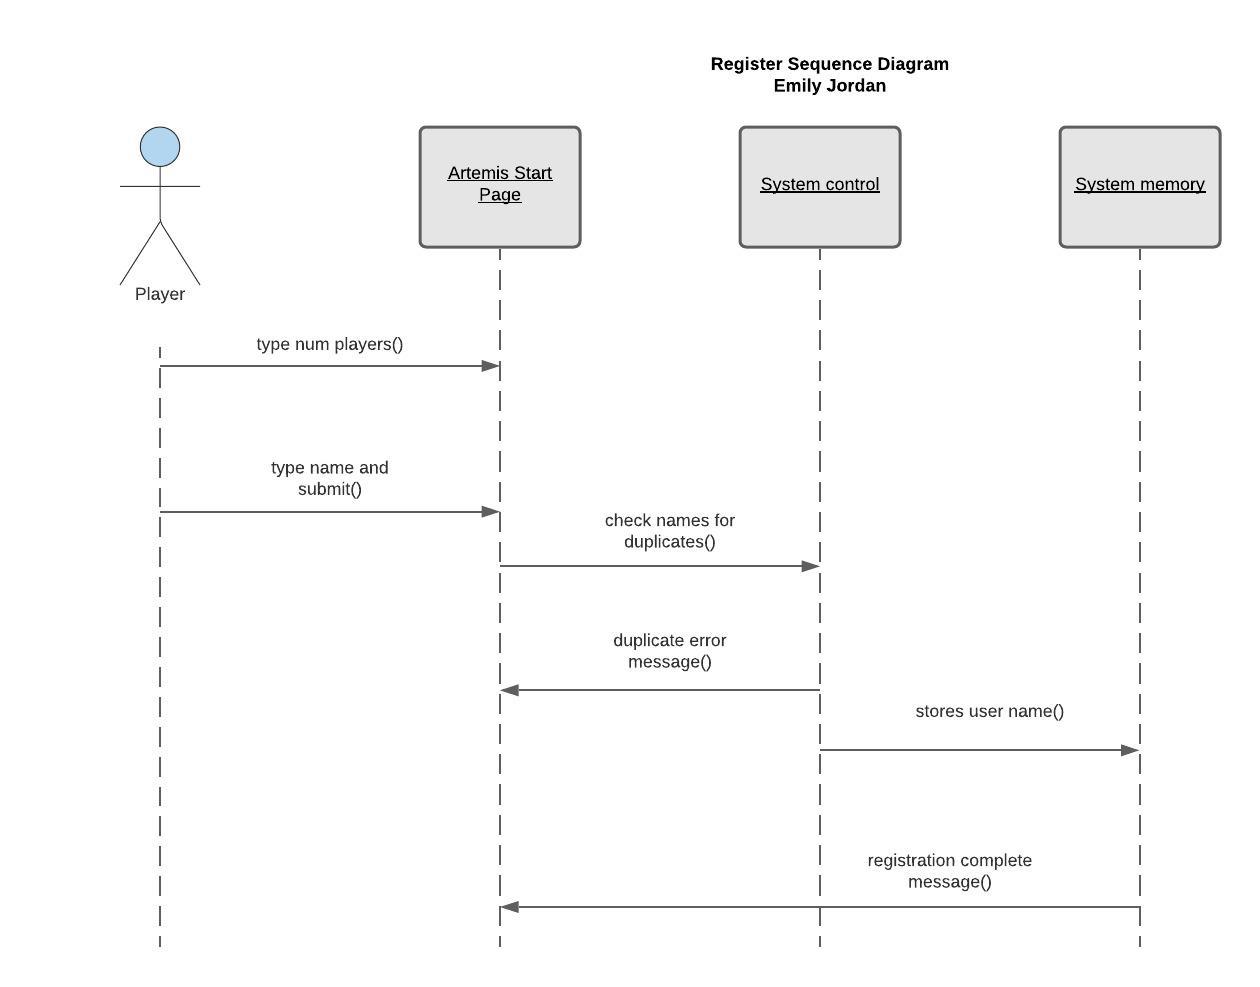 Register Sequence Diagram
Emily Jordan
Artemis Start
Page
System control
System memory
Player
type num players()
type name and
submit()
check names for
duplicates()
duplicate error
message()
stores user name()
registration complete
message()